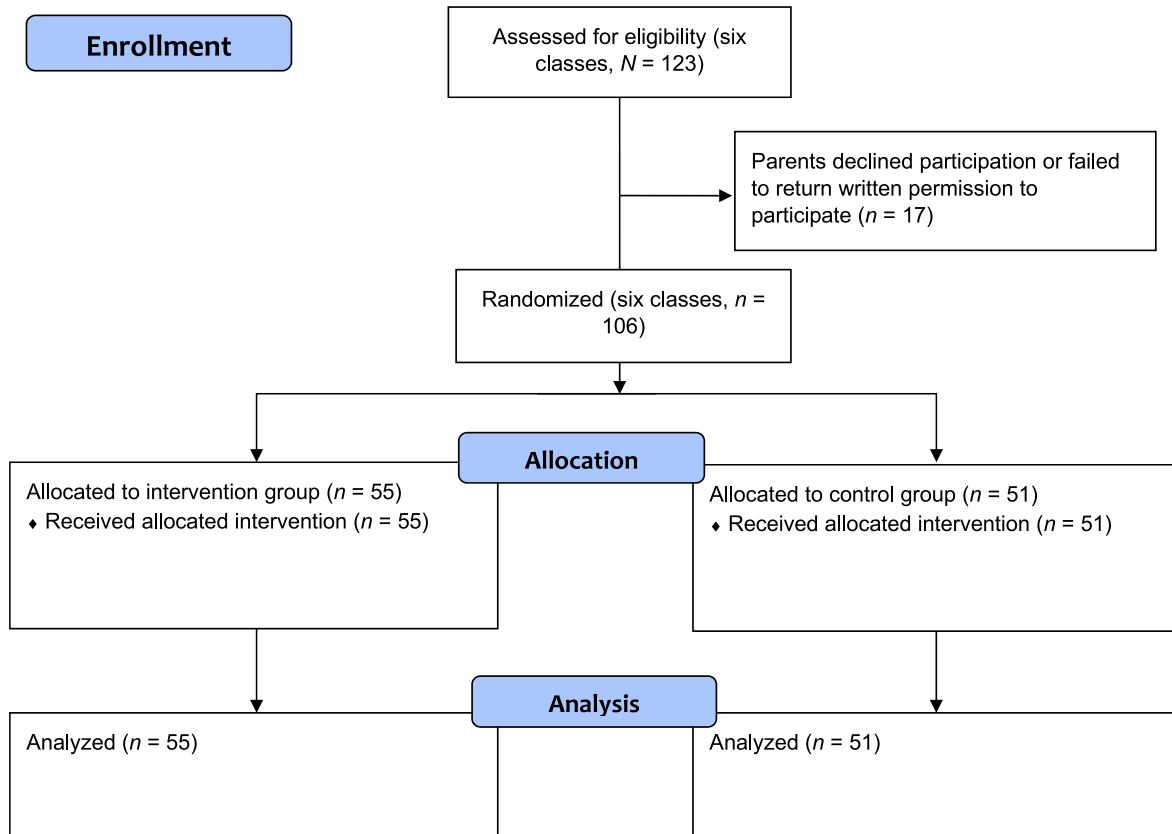 Enrollment
Assessed for eligibility (six
classes, N = 123)
Parents declined participation or failed
to return written permission to
participate (n = 17)
Randomized (six classes, n =
106)
Allocation
Allocated to intervention group (n = 55)
♦ Received allocated intervention (n = 55)
Allocated to control group (n = 51)
♦ Received allocated intervention (n = 51)
Analysis
Analyzed (n = 55)
Analyzed (n = 51)